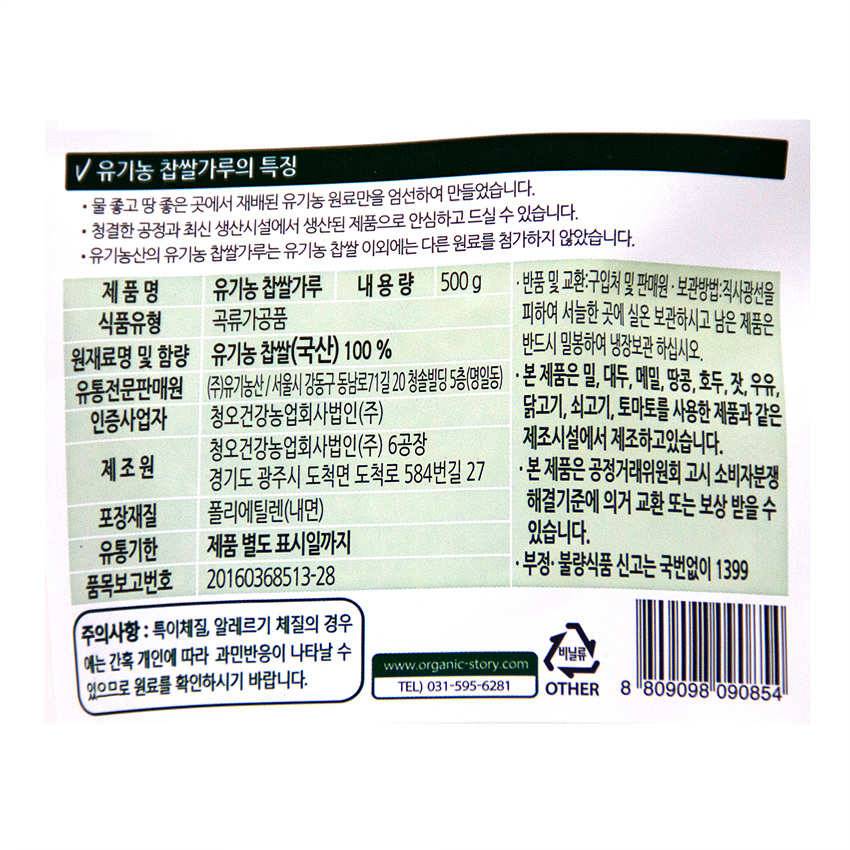 ✓ 유기농 찹쌀가루의 특징
• 물 좋고 땅 좋은 곳에서 재배된 유기농 원료만을 엄선하여 만들었습니다.
• 청결한 공정과 최신 생산시설에서 생산된 제품으로 안심하고 드실 수 있습니다.
• 유기농산의 유기농 찹쌀가루는 유기농 찹쌀 이외에는 다른 원료를 첨가하지 않았습니다.
제 품 명 유기농 찹쌀가루 내 용 량 500 g
식품유형 곡류가공품
원재료명 및 함량 유기농 찹쌀(국산) 100 %
유통전문판매원 (주)유기농산 / 서울시 강동구 동남로71길 20 청솔빌딩 5층(명일동)
인증사업자 청오건강농업회사법인(주)
제 조 원 청오건강농업회사법인(주) 6공장
경기도 광주시 도척면 도척로 584번길 27
포장재질 폴리에틸렌(내면)
유통기한 제품 별도 표시일까지
품목보고번호 20160368513-28
· 반품 및 교환:구입처 및 판매원 · 보관방법:직사광선을
피하여 서늘한 곳에 실온 보관하시고 남은 제품은
반드시 밀봉하여 냉장보관 하십시오.
· 본 제품은 밀, 대두, 메밀, 땅콩, 호두, 잣, 우유,
닭고기, 쇠고기, 토마토를 사용한 제품과 같은
제조시설에서 제조하고있습니다.
· 본 제품은 공정거래위원회 고시 소비자분쟁
해결기준에 의거 교환 또는 보상 받을 수
있습니다.
· 부정· 불량식품 신고는 국번없이 1399
주의사항 : 특이체질, 알레르기 체질의 경우
에는 간혹 개인에 따라 과민반응이 나타날 수
있으므로 원료를 확인하시기 바랍니다.
www.organic-story.com
TEL) 031-595-6281
비닐류
OTHER
8 809098 090854